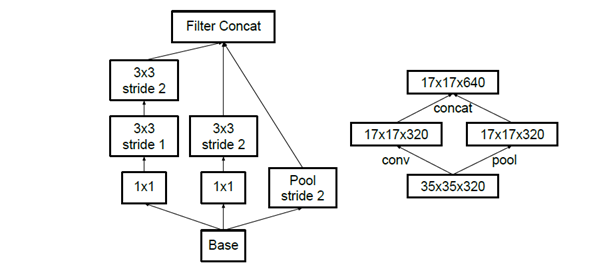 Filter Concat
3x3
stride 2
3x3
stride 1
3x3
stride 2
1x1
1x1
Pool
stride 2
Base
17x17x640
concat
17x17x320
17x17x320
conv
pool
35x35x320